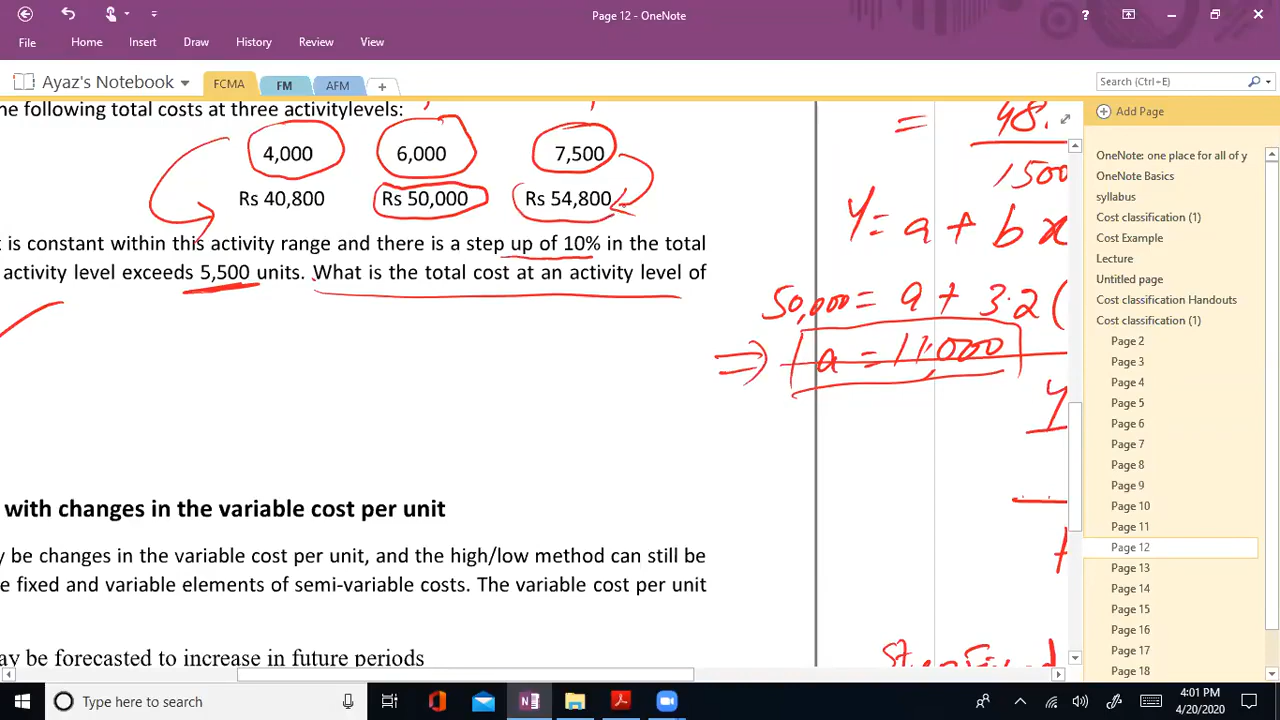 Page 12 - OneNote
File Home Insert Draw History Review View
Ayaz's Notebook FCMA FM AFM
Search (Ctrl+E)
Add Page
ne following total costs at three activitylevels:
4,000 6,000 7,500
Rs 40,800 Rs 50,000 Rs 54,800
t is constant within this activity range and there is a step up of 10% in the total
activity level exceeds 5,500 units. What is the total cost at an activity level of
with changes in the variable cost per unit
y be changes in the variable cost per unit, and the high/low method can still be
e fixed and variable elements of semi-variable costs. The variable cost per unit
ay be forecasted to increase in future periods
= 48.
1500
Y = a + b x
50,000 = a + 3.2 (
⇒ a = 11,000
Y
OneNote: one place for all of y
OneNote Basics
syllabus
Cost classification (1)
Cost Example
Lecture
Untitled page
Cost classification Handouts
Cost classification (1)
Page 2
Page 3
Page 4
Page 5
Page 6
Page 7
Page 8
Page 9
Page 10
Page 11
Page 12
Page 13
Page 14
Page 15
Page 16
Page 17
Page 18
Type here to search
4:01 PM
4/20/2020